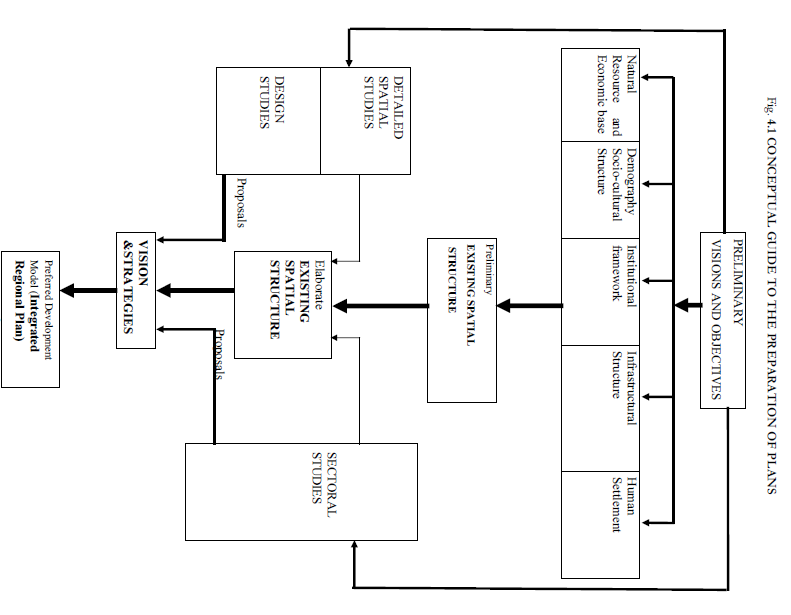 Fig. 4.1 CONCEPTUAL GUIDE TO THE PREPARATION OF PLANS
PRELIMINARY
VISIONS AND OBJECTIVES
Natural
Resource and
Economic base
Demography
Socio-cultural
Structure
Institutional
framework
Infrastructural
Structure
Human
Settlement
Preliminary
EXISTING SPATIAL
STRUCTURE
DETAILED
SPATIAL
STUDIES
DESIGN
STUDIES
Elaborate
EXISTING
SPATIAL
STRUCTURE
SECTORAL
STUDIES
Proposals
Proposals
VISION
&STRATEGIES
Preferred Development
Model (Integrated
Regional Plan)